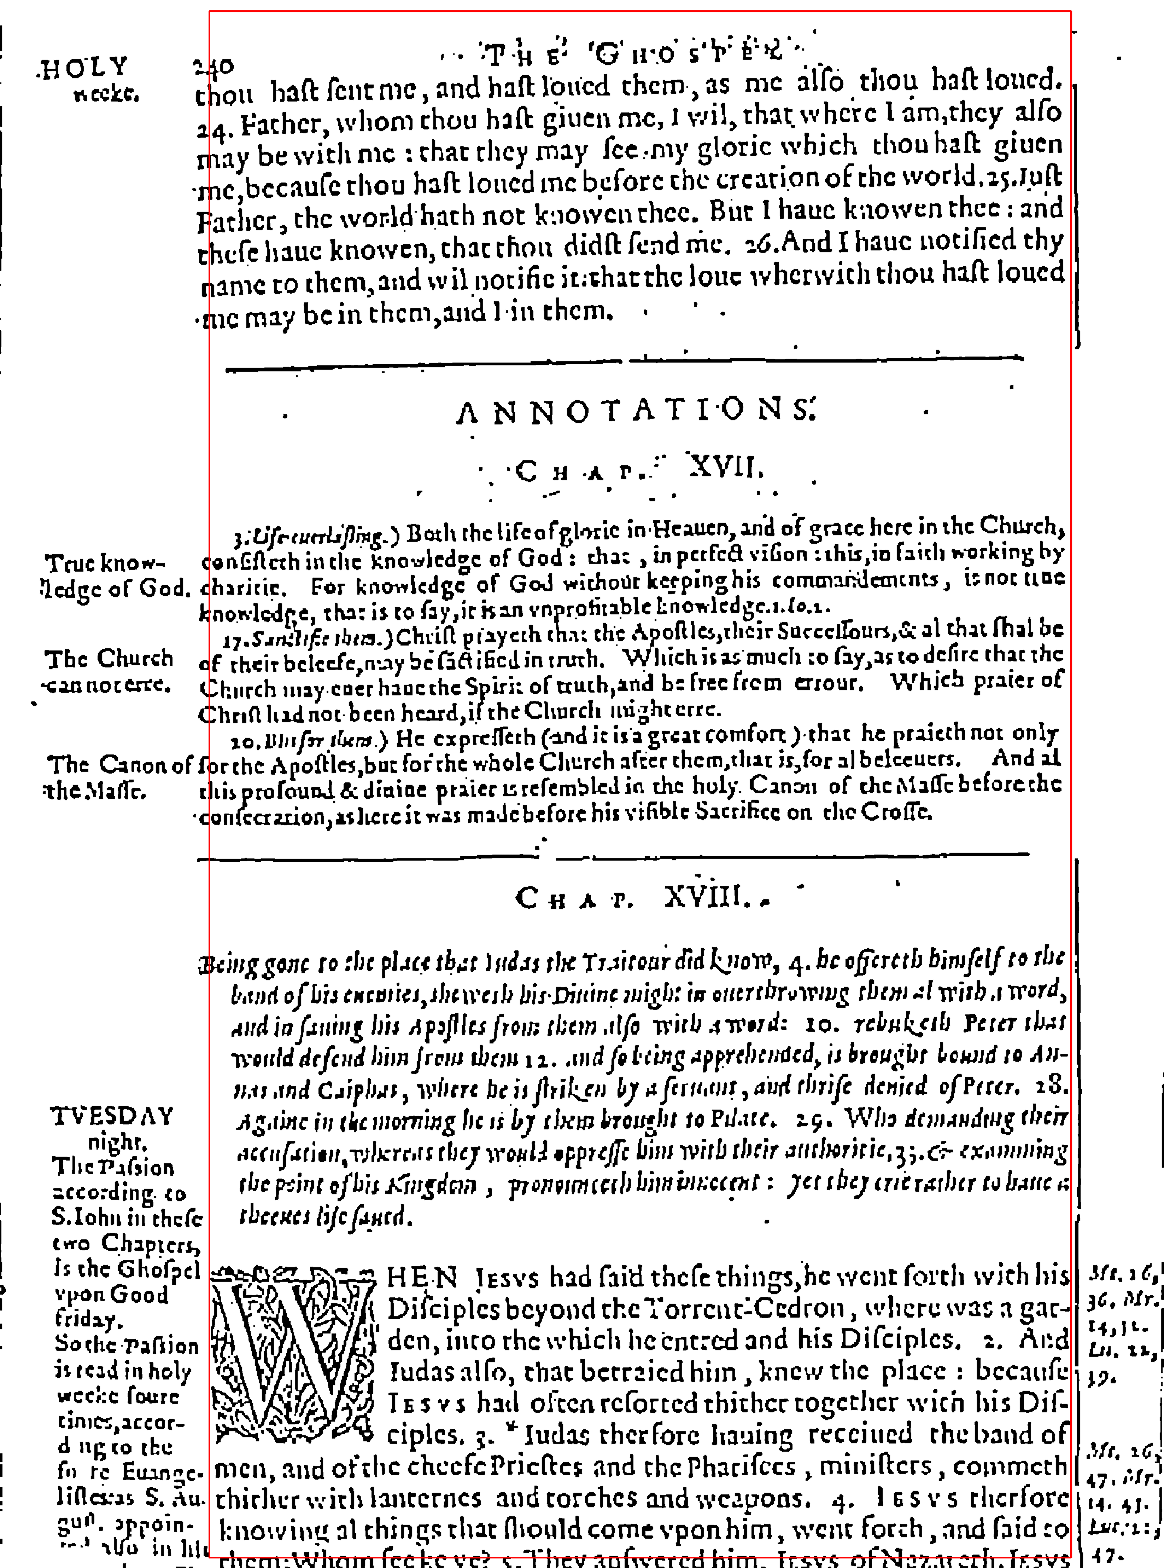 HOLY
weeke.
240
THE GHOSPEL
thou haſt ſent me, and haſt loued them, as me alſo thou haſt loued.
24. Father, whom thou haſt giuen me, I wil, that where I am, they alſo
may be with me : that they may ſee my glorie which thou haſt giuen
me, becauſe thou haſt loued me before the creation of the world. 25. Iuſt
Father, the world hath not knowen thee. But I haue knowen thee : and
theſe haue knowen, that thou didſt ſend me. 26. And I haue notified thy
name to them, and wil notifie it: that the loue wherwith thou haſt loued
me may be in them, and I in them.
ANNOTATIONS.
CHAP. XVII.
3. Life euerlaſting.) Both the life of glorie in Heauen, and of grace here in the Church,
conſiſteth in the knowledge of God : that, in perfect viſion : this, in faith working by
charitie. For knowledge of God without keeping his commandements, is not true
knowledge, that is to ſay, it is an vnprofitable knowledge. 1. Io. 2.
True know-
ledge of God.
17. Sanctifie them.) Chriſt prayeth that the Apoſtles, their Succeſſours, & al that ſhal be
of their beleefe, may be ſāctified in truth. Which is as much to ſay, as to deſire that the
Church may euer haue the Spirit of truth, and be free from errour. Which praier of
Chriſt had not been heard, if the Church might erre.
The Church
can not erre.
20. But for them.) He expreſſeth (and it is a great comfort) that he praieth not only
for the Apoſtles, but for the whole Church after them, that is, for al beleeuers. And al
this profound & diuine praier is reſembled in the holy Canon of the Maſſe before the
conſecration, as here it was made before his viſible Sacrifice on the Croſſe.
The Canon of
the Maſſe.
CHAP. XVIII.
Being gone to the place that Iudas the Traitour did know, 4. he offereth himſelf to the
band of his enemies, sheweth his Diuine might in ouerthrowing them al with a word,
and in ſauing his Apoſtles from them alſo with a word: 10. rebuketh Peter that
would defend him from them 12. and ſo being apprehended, is brought bound to An-
nas and Caiphas, where he is ſtriken by a ſeruant, and thriſe denied of Peter. 28.
Againe in the morning he is by them brought to Pilate. 29. Who demanding their
accuſation, whereas they would oppreſſe him with their authoritie, 33. & examining
the point of his Kingdom, pronounceth him innocent : yet they crie rather to haue a
theeues life ſaued.
TVESDAY
night.
The Paſsion
according to
S. Iohn in theſe
two Chapters,
is the Ghoſpel
vpon Good
friday.
So the Paſsion
is read in holy
weeke foure
times, accor-
ding to the
foure Euange-
liſtes: as S. Au-
guſt. appoin-
alſo in his
WHEN IESVS had ſaid theſe things, he went forth with his
Diſciples beyond the Torrent-Cedron, where was a gar-
den, into the which he entred and his Diſciples. 2. And
Iudas alſo, that betraied him, knew the place : becauſe
IESVS had often reſorted thither together with his Diſ-
ciples. 3. * Iudas therfore hauing receiued the band of
men, and of the cheefe Prieſtes and the Phariſees, miniſters, commeth
thither with lanternes and torches and weapons. 4. IESVS therfore
knowing al things that ſhould come vpon him, went forth, and ſaid to
them: Whom ſeeke ye? 5. They anſwered him, Ieſvs of Nazareth. Ieſvs
Mt. 26,
36. Mr.
14, 32.
Lu. 22,
39.
Mt. 26,
47. Mr.
14. 43.
Luc. 22,
47.